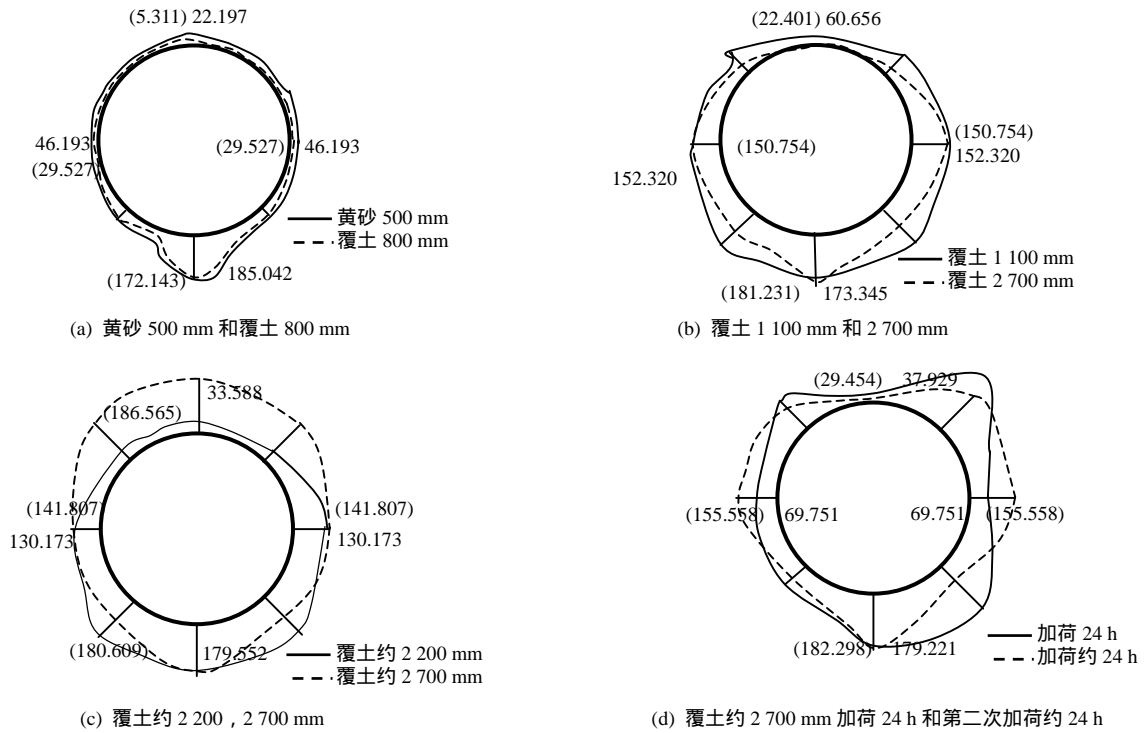 (5.311) 22.197
46.193
(29.527
(29.527)
46.193
(172.143)
185.042
黄砂 500 mm
覆土 800 mm
(a) 黄砂 500 mm 和覆土 800 mm
(22.401) 60.656
(150.754)
(150.754)
152.320
152.320
(181.231)
173.345
覆土 1 100 mm
覆土 2 700 mm
(b) 覆土 1 100 mm 和 2 700 mm
33.588
(186.565)
(141.807)
130.173
(141.807)
130.173
(180.609)
179.552
覆土约 2 200 mm
覆土约 2 700 mm
(c) 覆土约 2 200，2 700 mm
(29.454) 37.929
(155.558)
69.751
69.751
(155.558)
(182.298)
179.221
加荷 24 h
加荷约 24 h
(d) 覆土约 2 700 mm 加荷 24 h 和第二次加荷约 24 h